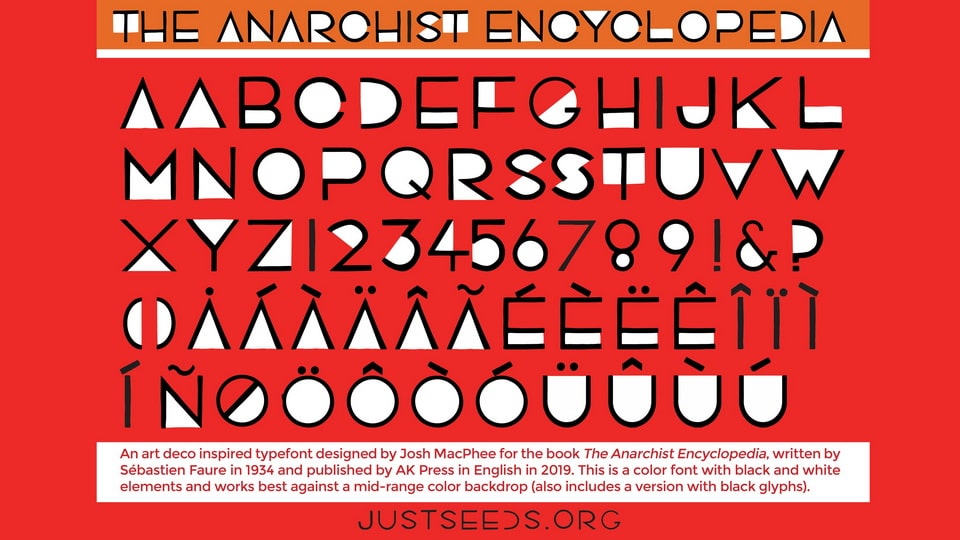 THE ANARCHIST ENCYCLOPEDIA
AABCDEFGHIJKL
MNOPQRSSTUVW
XYZ123456789!&?
()ȦÁÀÄÂÃÉÈËÊÎÏÌ
ÍÑØÖÔÒÓÜÛÙÚ
An art deco inspired typefont designed by Josh MacPhee for the book The Anarchist Encyclopedia, written by
Sébastien Faure in 1934 and published by AK Press in English in 2019. This is a color font with black and white
elements and works best against a mid-range color backdrop (also includes a version with black glyphs).
JUSTSEEDS.ORG